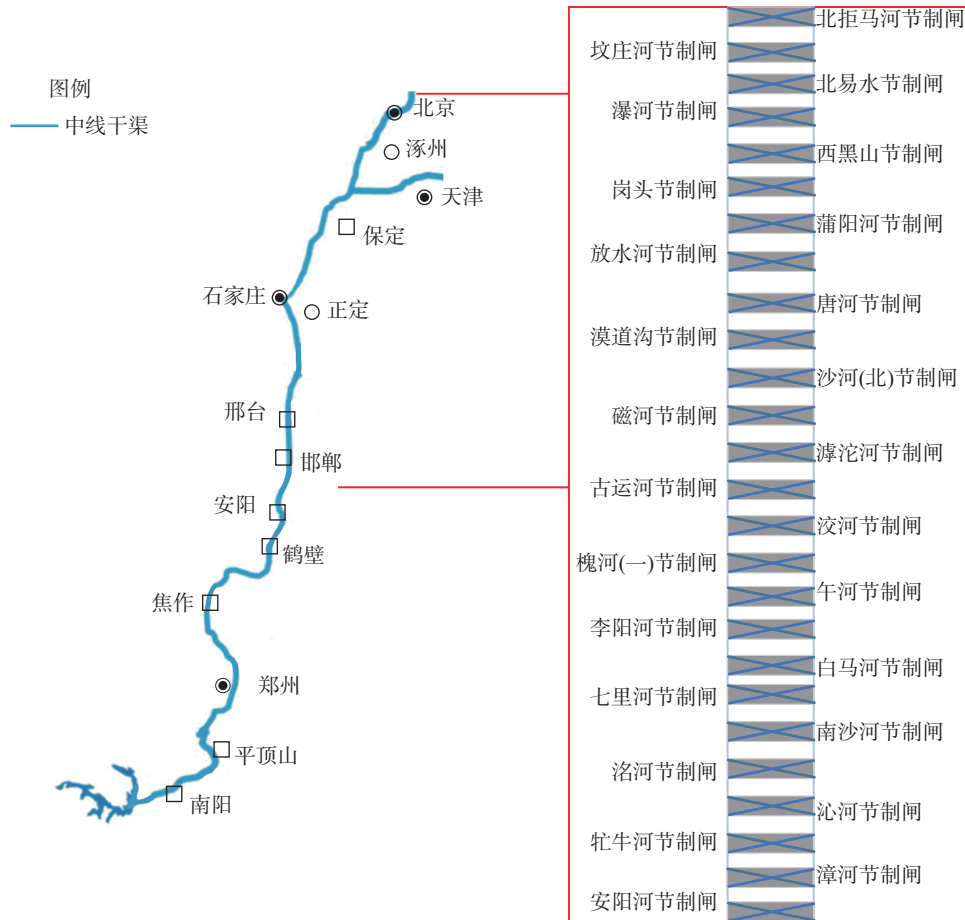 图例
中线干渠
北京
涿州
天津
保定
石家庄
正定
邢台
邯郸
安阳
鹤壁
焦作
郑州
平顶山
南阳
北拒马河节制闸
坟庄河节制闸
北易水节制闸
瀑河节制闸
西黑山节制闸
岗头节制闸
蒲阳河节制闸
放水河节制闸
唐河节制闸
漠道沟节制闸
沙河(北)节制闸
磁河节制闸
滹沱河节制闸
古运河节制闸
洨河节制闸
槐河(一)节制闸
午河节制闸
李阳河节制闸
白马河节制闸
七里河节制闸
南沙河节制闸
洺河节制闸
沁河节制闸
牤牛河节制闸
漳河节制闸
安阳河节制闸